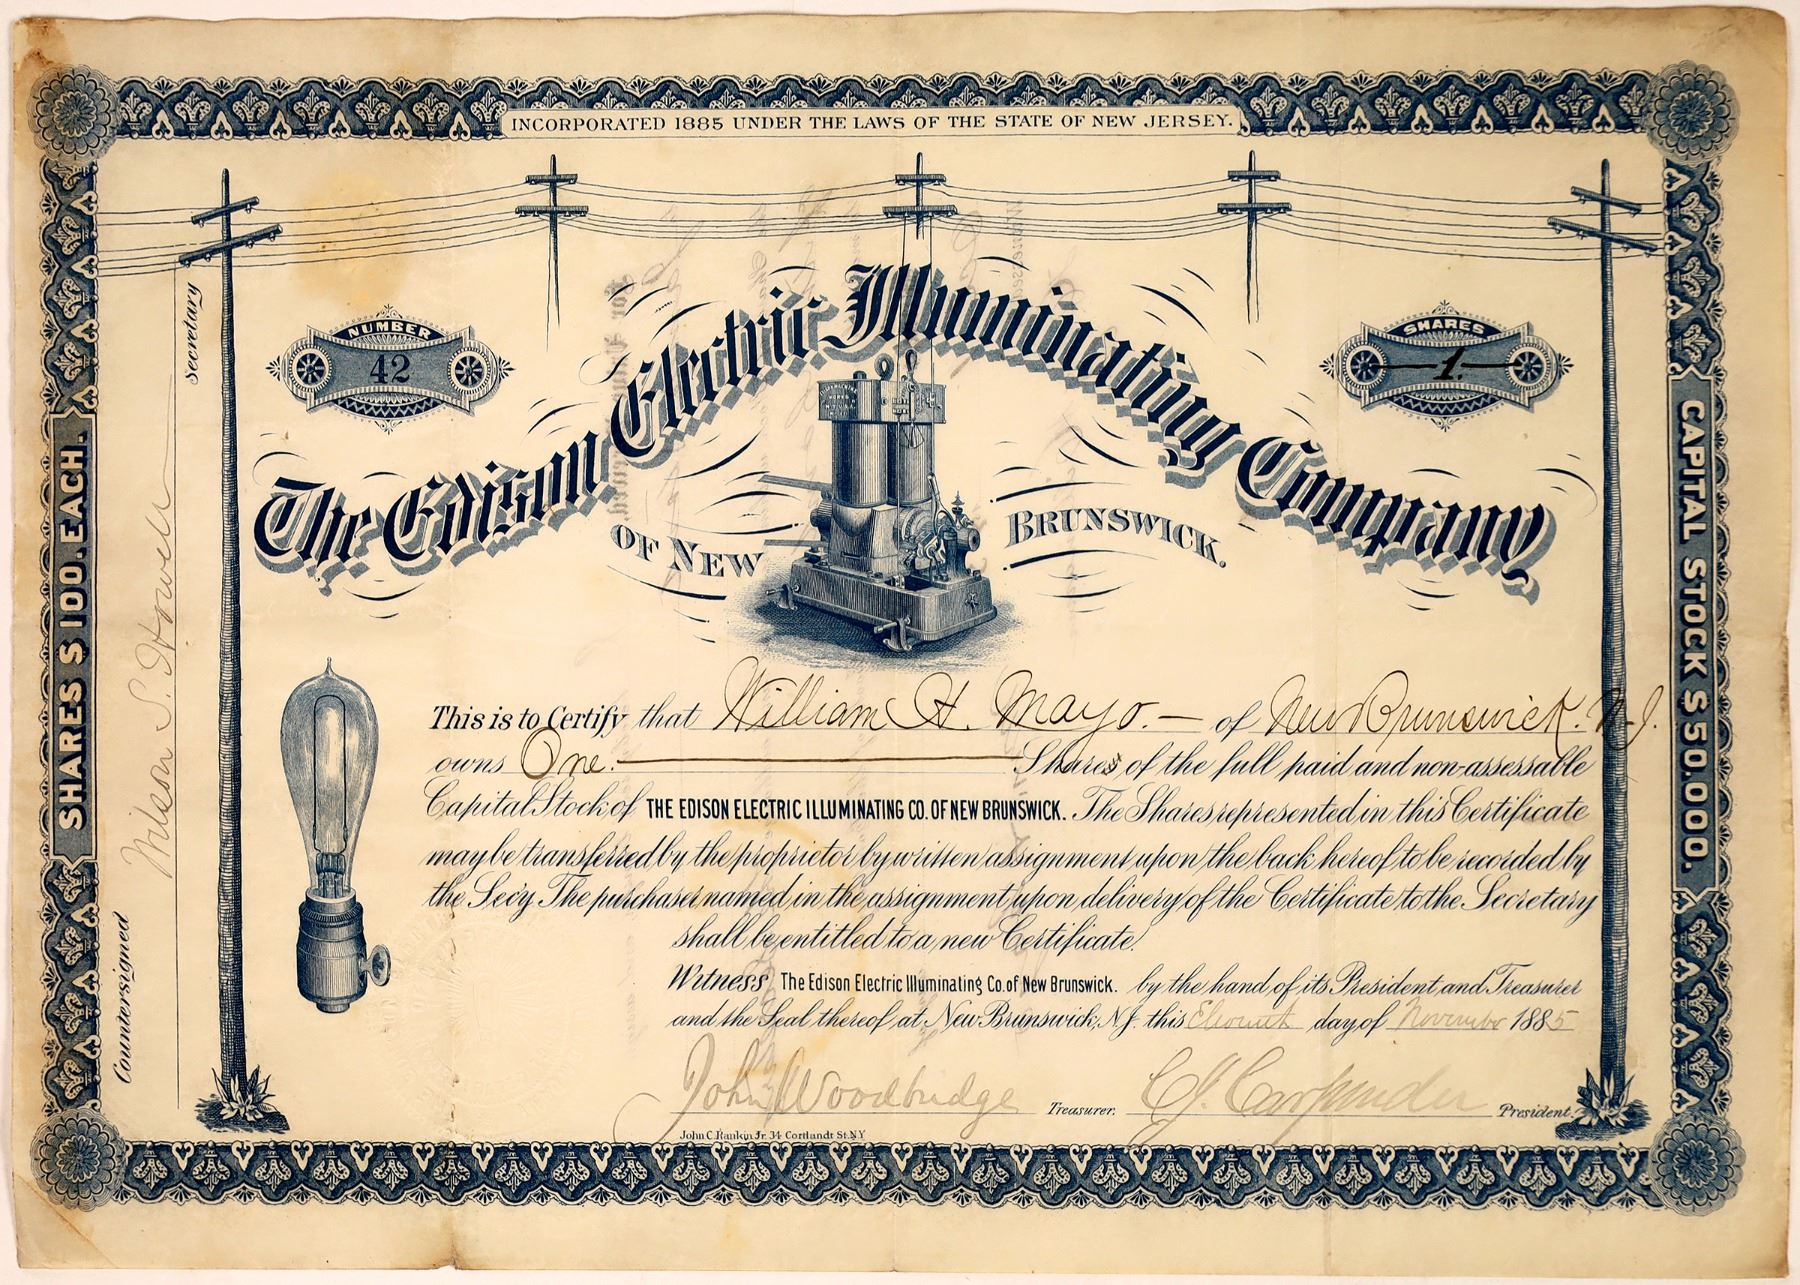 INCORPORATED 1885 UNDER THE LAWS OF THE STATE OF NEW JERSEY.
NUMBER
42
SHARES
1.
The Edison Electric Illuminating Company
OF NEW BRUNSWICK.
SHARES $100. EACH.
CAPITAL STOCK $50,000.
Countersigned Wilson S. Howell secretary
This is to Certify that William H. Mayo. — of New Brunswick. N.J.
owns One. Shares of the full paid and non-assessable
Capital Stock of THE EDISON ELECTRIC ILLUMINATING CO. OF NEW BRUNSWICK. The Shares represented in this Certificate
may be transferred by the proprietor by written assignment upon the back hereof to be recorded by
the Secy. The purchaser named in the assignment upon delivery of the Certificate to the Secretary
shall be entitled to a new Certificate.
Witness The Edison Electric Illuminating Co. of New Brunswick. by the hand of its President and Treasurer
and the Seal thereof at New Brunswick, N.J. this Eleventh day of November 1885
John Woodbridge Treasurer. C J Carpender President.
John C. Rankin Jr. 34 Cortlandt St. N.Y